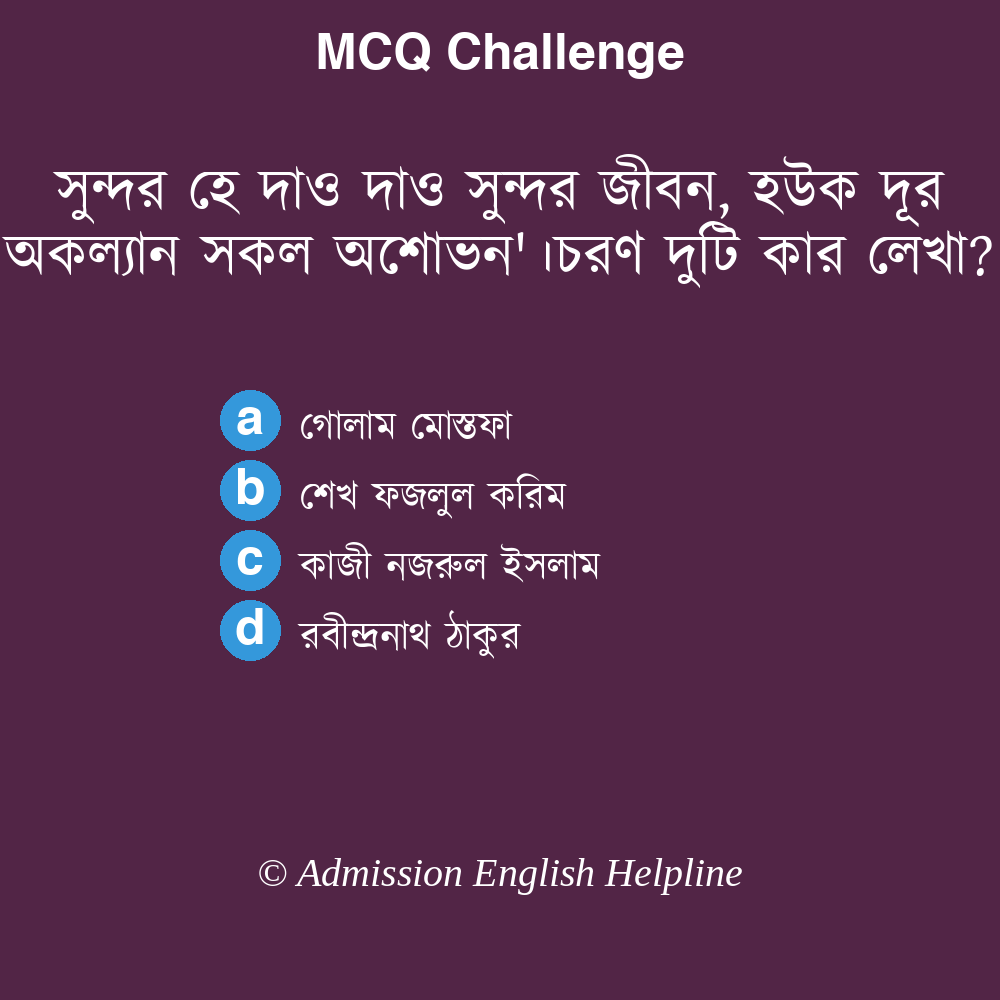 MCQ Challenge
সুন্দর হে দাও দাও সুন্দর জীবন, হউক দূর
অকল্যান সকল অশোভন'।চরণ দুটি কার লেখা?
a গোলাম মোস্তফা
b শেখ ফজলুল করিম
c কাজী নজরুল ইসলাম
d রবীন্দ্রনাথ ঠাকুর
© Admission English Helpline